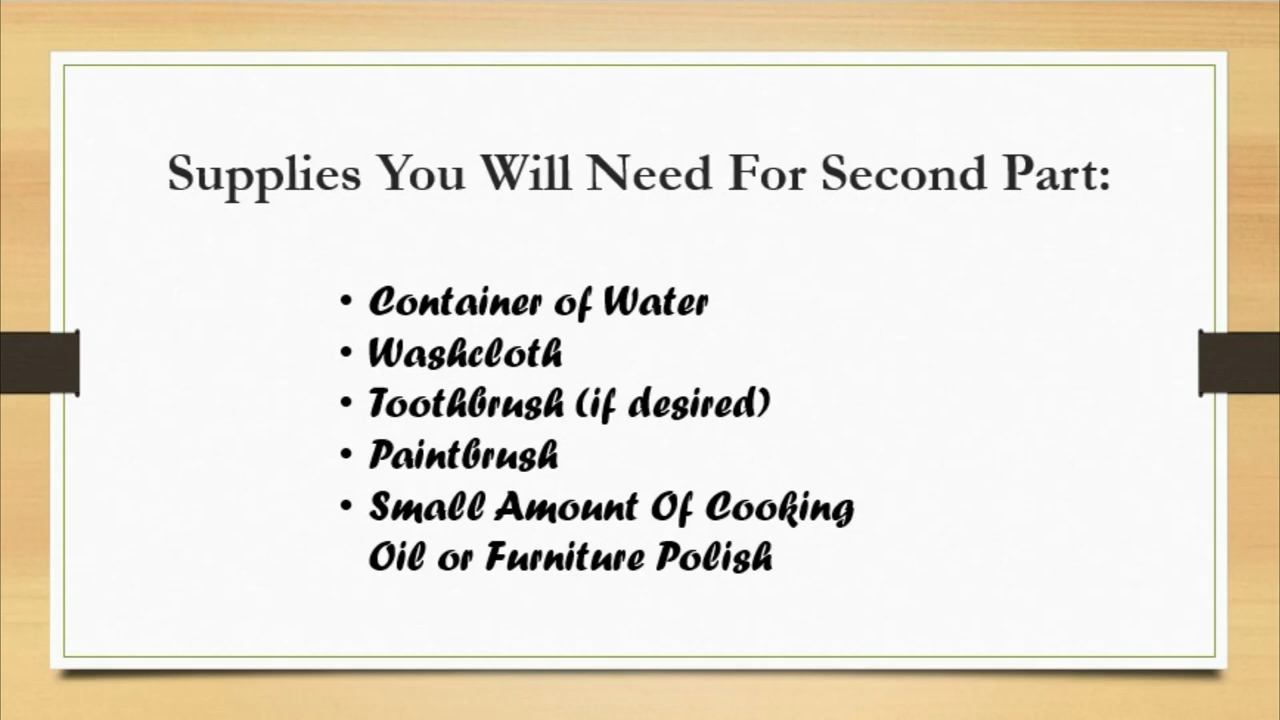 Supplies You Will Need For Second Part:
• Container of Water
• Washcloth
• Toothbrush (if desired)
• Paintbrush
• Small Amount Of Cooking
Oil or Furniture Polish